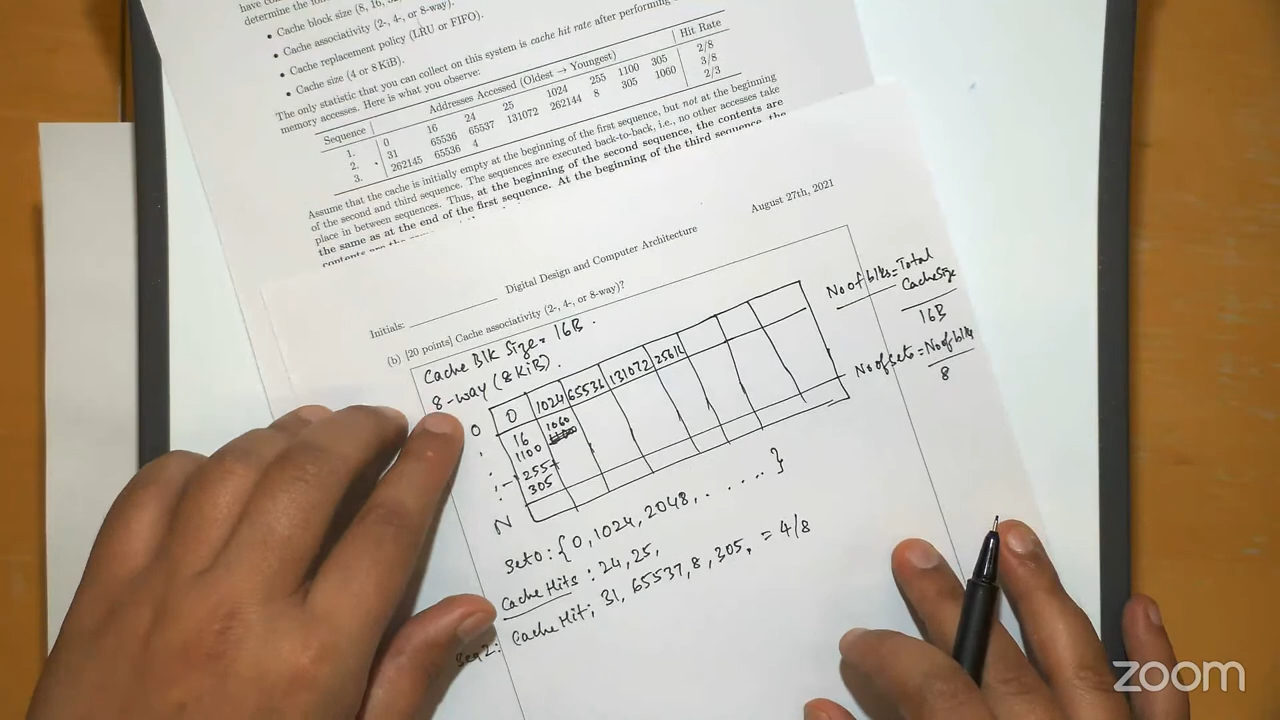 determine the
• Cache block size (8, 16,
• Cache associativity (2-, 4-, or 8-way).
• Cache replacement policy (LRU or FIFO).
• Cache size (4 or 8 KiB).
The only statistic that you can collect on this system is cache hit rate after performing
memory accesses. Here is what you observe:
Sequence Addresses Accessed (Oldest → Youngest) Hit Rate
1. 0 16 24 25 1024 255 1100 305 2/8
2. 31 65536 65537 131072 262144 8 305 1060 3/8
3. 262145 65536 4 2/3
Assume that the cache is initially empty at the beginning of the first sequence, but not at the beginning
of the second and third sequence. The sequences are executed back-to-back, i.e., no other accesses take
place in between sequences. Thus, at the beginning of the second sequence, the contents are
the same as at the end of the first sequence. At the beginning of the third sequence, the
contents are the
August 27th, 2021
Initials: Digital Design and Computer Architecture
(b) [20 points] Cache associativity (2-, 4-, or 8-way)?
Cache Blk Size = 16B.
8-way (8KiB).
No of blks = Total Cache Size
16B
No of sets = No of blks
8
0 0 1024 65536 131072
16 1060
1100
255
305
N
Set 0: {0, 1024, 2048, . . . . . . }
Cache Hits : 24, 25,
Seq 2: Cache Hit; 31, 65537, 8, 305, = 4/8
zoom